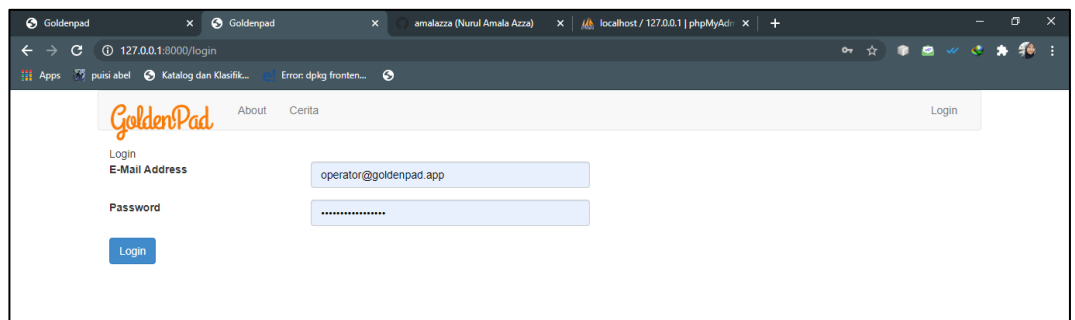 Goldenpad
Goldenpad
amalazza (Nurul Amala Azza)
localhost / 127.0.0.1 | phpMyAdn
127.0.0.1:8000/login
Apps
puisi abel
Katalog dan Klasifik...
Error: dpkg fronten...
GoldenPad
About
Cerita
Login
Login
E-Mail Address
operator@goldenpad.app
Password
Login